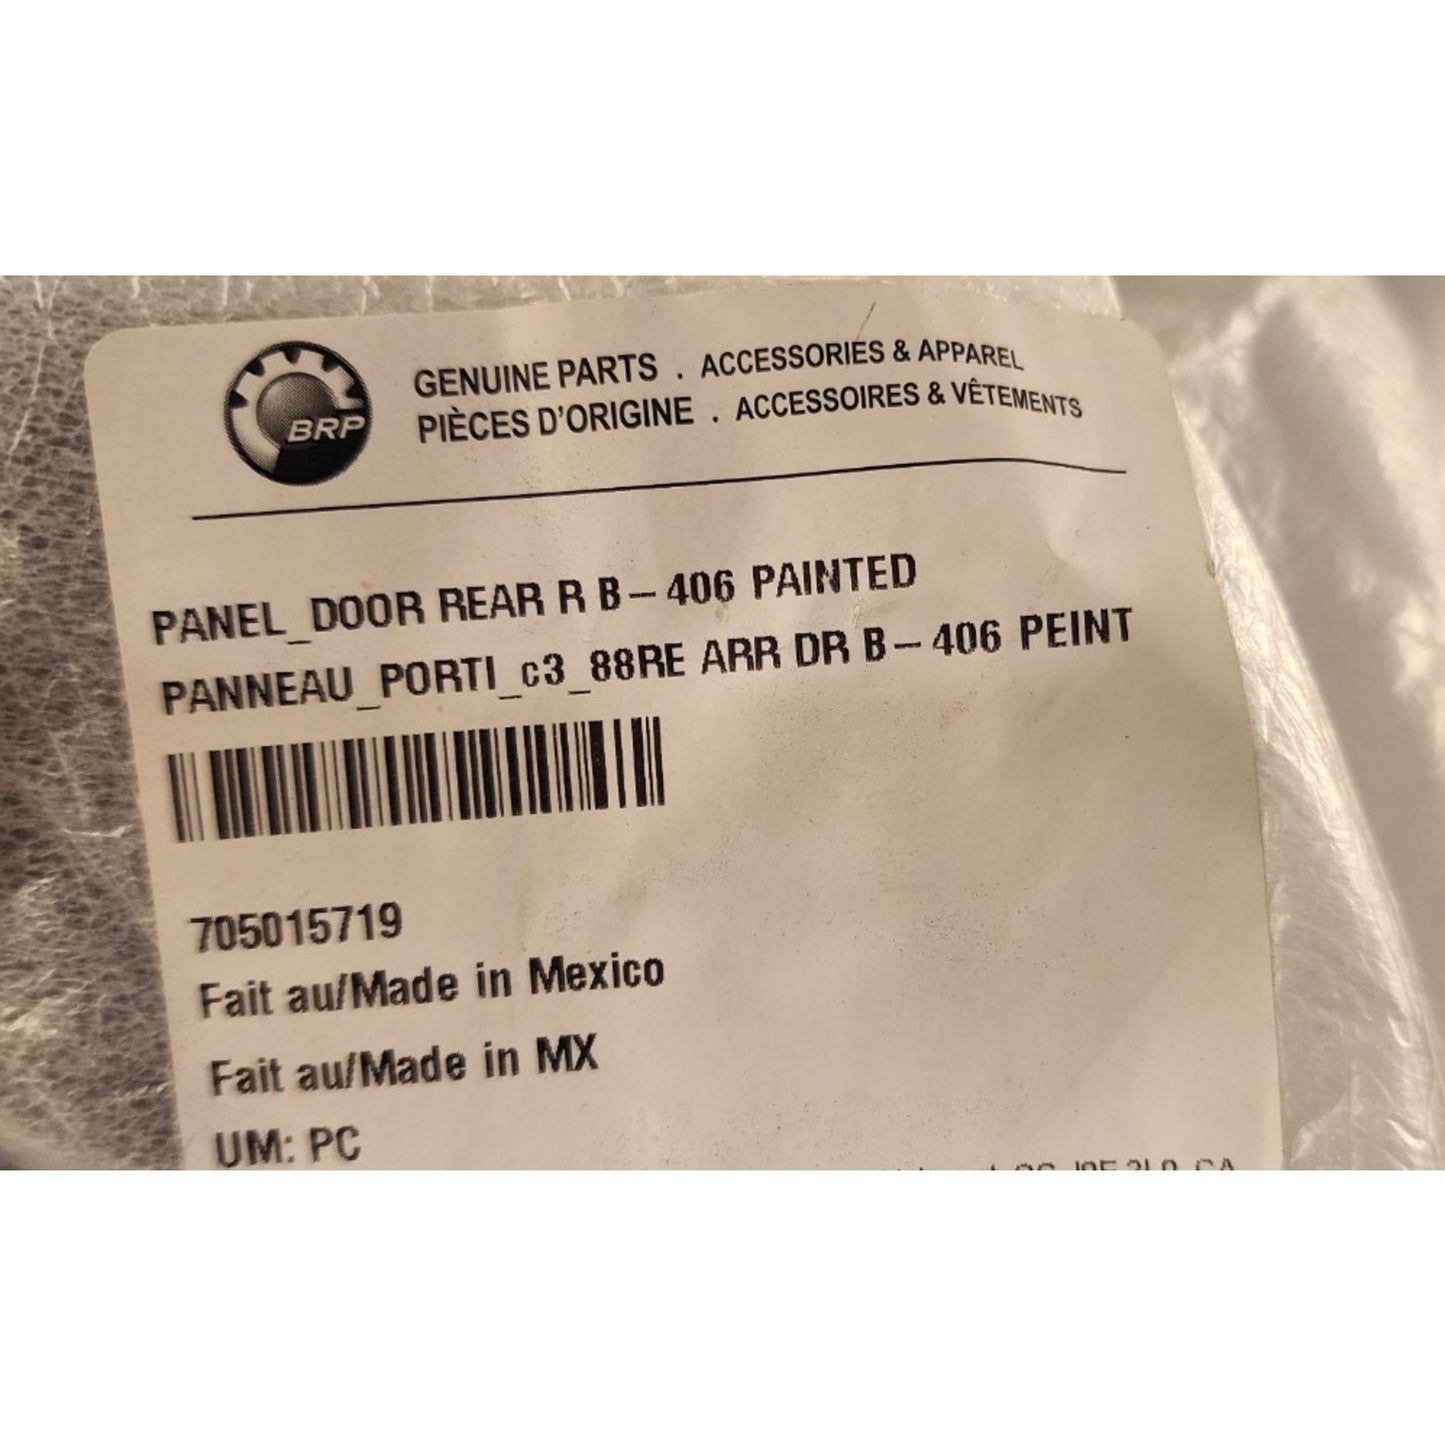 BRP
GENUINE PARTS . ACCESSORIES & APPAREL
PIÈCES D'ORIGINE . ACCESSOIRES & VÊTEMENTS
PANEL_DOOR REAR R B-406 PAINTED
PANNEAU_PORTI_c3_88RE ARR DR B-406 PEINT
705015719
Fait au/Made in Mexico
Fait au/Made in MX
UM: PC